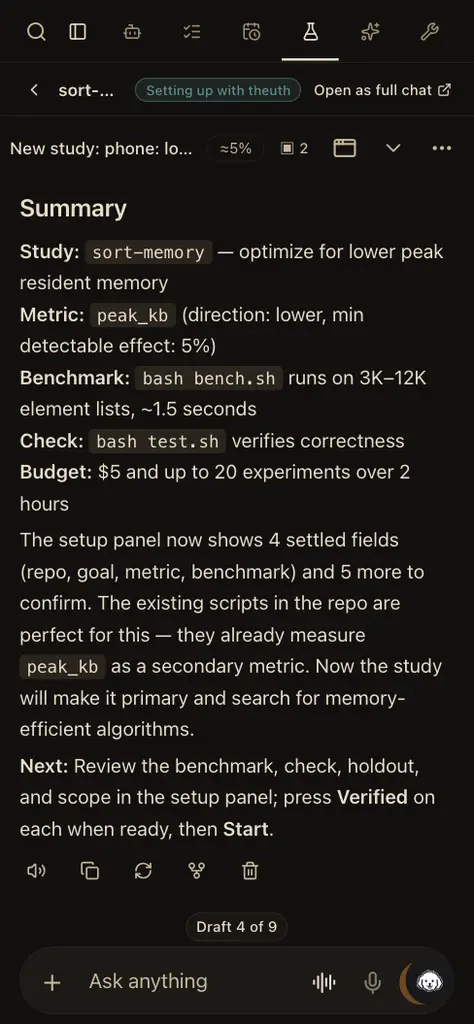 sort-...
Setting up with theuth
Open as full chat
New study: phone: lo...
≈5%
2
Summary
Study: sort-memory — optimize for lower peak
resident memory
Metric: peak_kb (direction: lower, min
detectable effect: 5%)
Benchmark: bash bench.sh runs on 3K–12K
element lists, ~1.5 seconds
Check: bash test.sh verifies correctness
Budget: $5 and up to 20 experiments over 2
hours
The setup panel now shows 4 settled fields
(repo, goal, metric, benchmark) and 5 more to
confirm. The existing scripts in the repo are
perfect for this — they already measure
peak_kb as a secondary metric. Now the study
will make it primary and search for memory-
efficient algorithms.
Next: Review the benchmark, check, holdout,
and scope in the setup panel; press Verified on
each when ready, then Start.
Draft 4 of 9
Ask anything